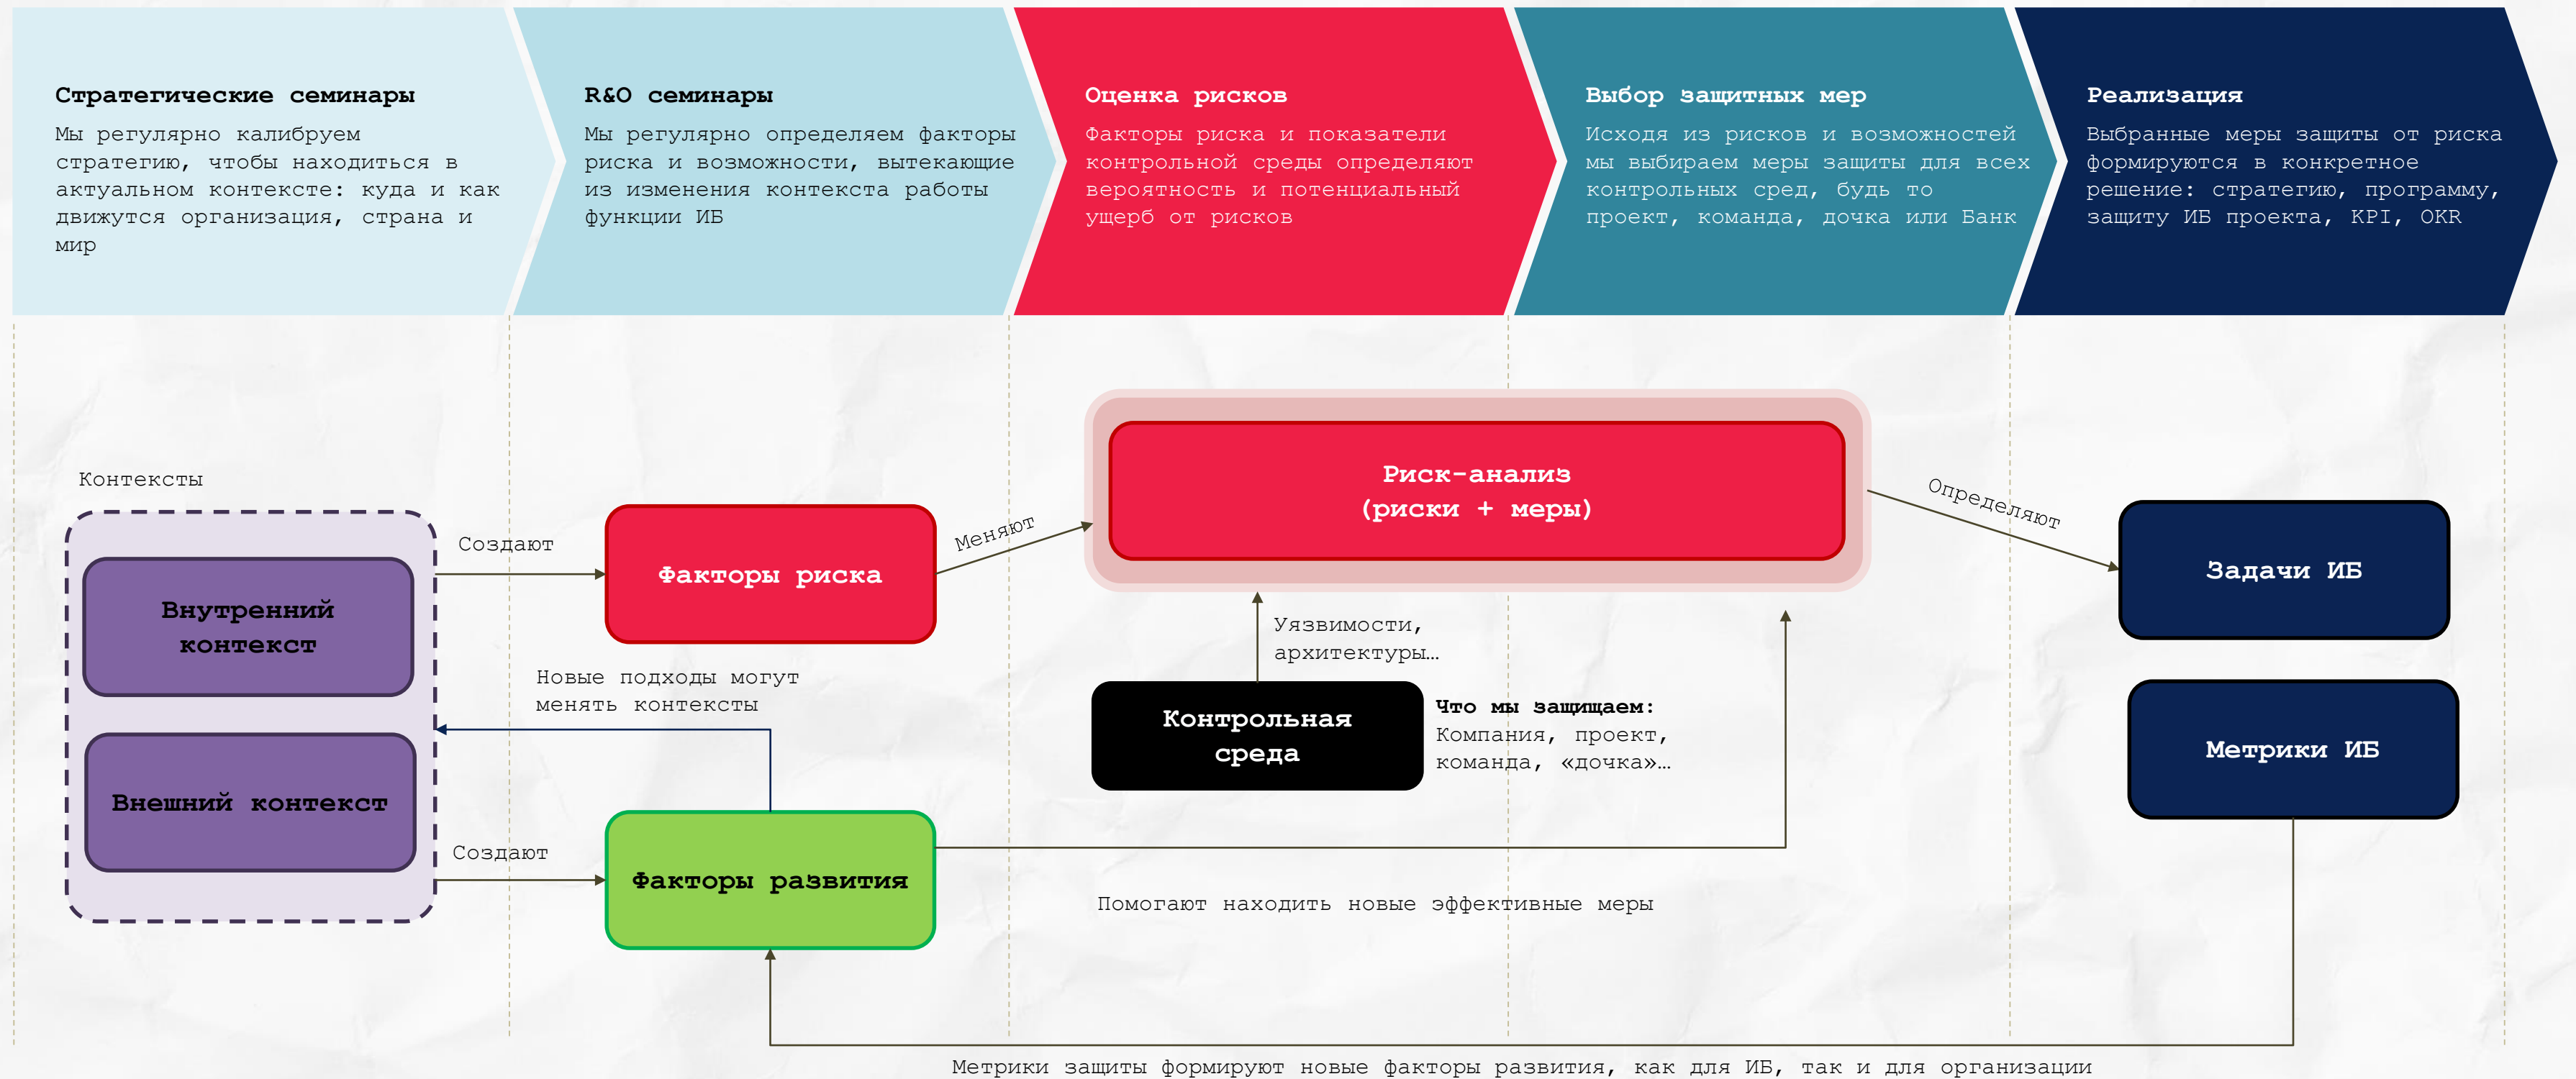 Стратегические семинары
Мы регулярно калибруем
стратегию, чтобы находиться в
актуальном контексте: куда и как
движутся организация, страна и
мир
R&O семинары
Мы регулярно определяем факторы
риска и возможности, вытекающие
из изменения контекста работы
функции ИБ
Оценка рисков
Факторы риска и показатели
контрольной среды определяют
вероятность и потенциальный
ущерб от рисков
Выбор защитных мер
Исходя из рисков и возможностей
мы выбираем меры защиты для всех
контрольных сред, будь то
проект, команда, дочка или Банк
Реализация
Выбранные меры защиты от риска
формируются в конкретное
решение: стратегию, программу,
защиту ИБ проекта, KPI, OKR
Контексты
Внутренний
контекст
Внешний контекст
Создают
Создают
Факторы риска
Новые подходы могут
менять контексты
Факторы развития
Меняют
Риск-анализ
(риски + меры)
Уязвимости,
архитектуры…
Контрольная
среда
Что мы защищаем:
Компания, проект,
команда, «дочка»…
Помогают находить новые эффективные меры
Определяют
Задачи ИБ
Метрики ИБ
Метрики защиты формируют новые факторы развития, как для ИБ, так и для организации